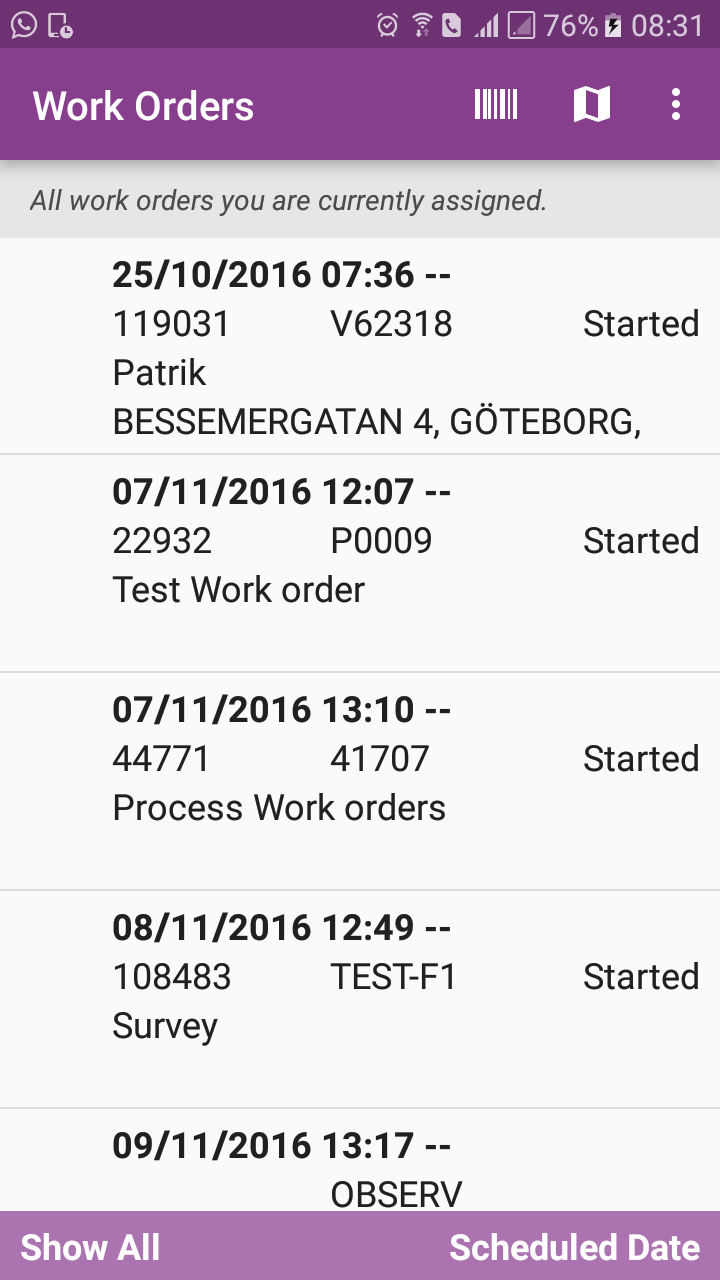 76% 08:31
Work Orders
All work orders you are currently assigned.
25/10/2016 07:36 --
119031 V62318 Started
Patrik
BESSEMERGATAN 4, GÖTEBORG,
07/11/2016 12:07 --
22932 P0009 Started
Test Work order
07/11/2016 13:10 --
44771 41707 Started
Process Work orders
08/11/2016 12:49 --
108483 TEST-F1 Started
Survey
09/11/2016 13:17 --
OBSERV
Show All Scheduled Date